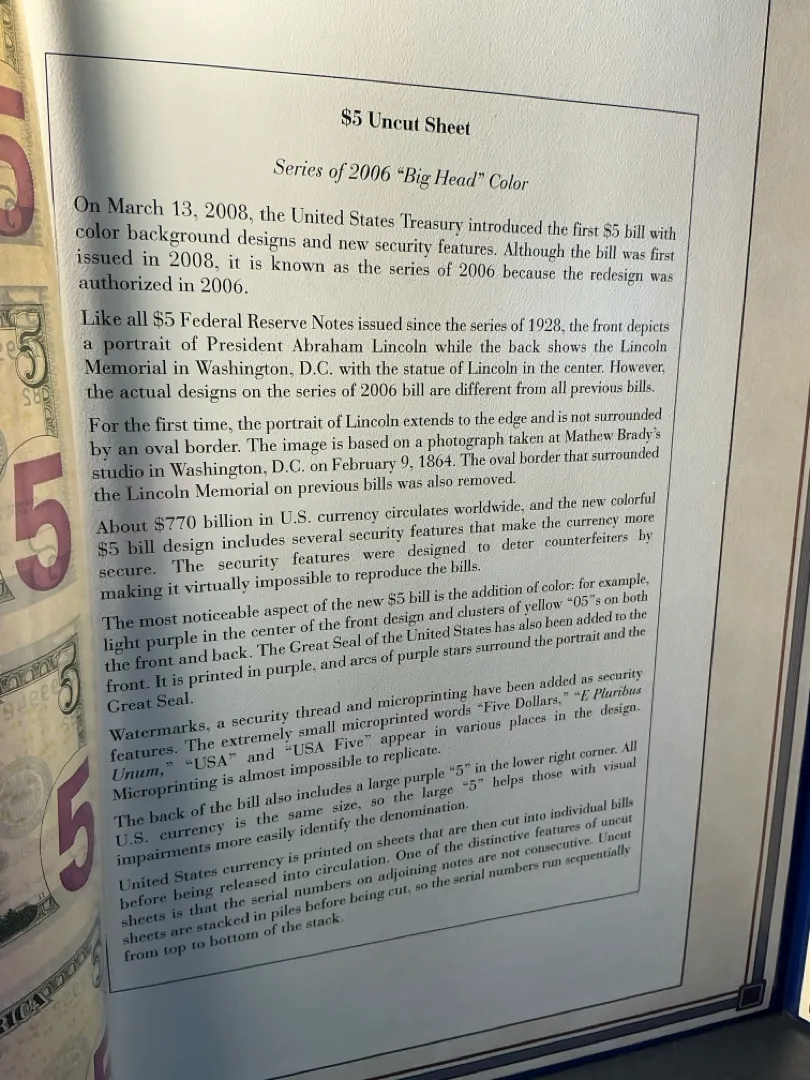 $5 Uncut Sheet
Series of 2006 “Big Head” Color
On March 13, 2008, the United States Treasury introduced the first $5 bill with
color background designs and new security features. Although the bill was first
issued in 2008, it is known as the series of 2006 because the redesign was
authorized in 2006.
Like all $5 Federal Reserve Notes issued since the series of 1928, the front depicts
a portrait of President Abraham Lincoln while the back shows the Lincoln
Memorial in Washington, D.C. with the statue of Lincoln in the center. However,
the actual designs on the series of 2006 bill are different from all previous bills.
For the first time, the portrait of Lincoln extends to the edge and is not surrounded
by an oval border. The image is based on a photograph taken at Mathew Brady’s
studio in Washington, D.C. on February 9, 1864. The oval border that surrounded
the Lincoln Memorial on previous bills was also removed.
About $770 billion in U.S. currency circulates worldwide, and the new colorful
$5 bill design includes several security features that make the currency more
secure. The security features were designed to deter counterfeiters by
making it virtually impossible to reproduce the bills.
The most noticeable aspect of the new $5 bill is the addition of color: for example,
light purple in the center of the front design and clusters of yellow “05”s on both
the front and back. The Great Seal of the United States has also been added to the
front. It is printed in purple, and arcs of purple stars surround the portrait and the
Great Seal.
Watermarks, a security thread and microprinting have been added as security
features. The extremely small microprinted words “Five Dollars,” “E Pluribus
Unum,” “USA” and “USA Five” appear in various places in the design.
Microprinting is almost impossible to replicate.
The back of the bill also includes a large purple “5” in the lower right corner. All
U.S. currency is the same size, so the large “5” helps those with visual
impairments more easily identify the denomination.
United States currency is printed on sheets that are then cut into individual bills
before being released into circulation. One of the distinctive features of uncut
sheets is that the serial numbers on adjoining notes are not consecutive. Uncut
sheets are stacked in piles before being cut, so the serial numbers run sequentially
from top to bottom of the stack.
5
5
5